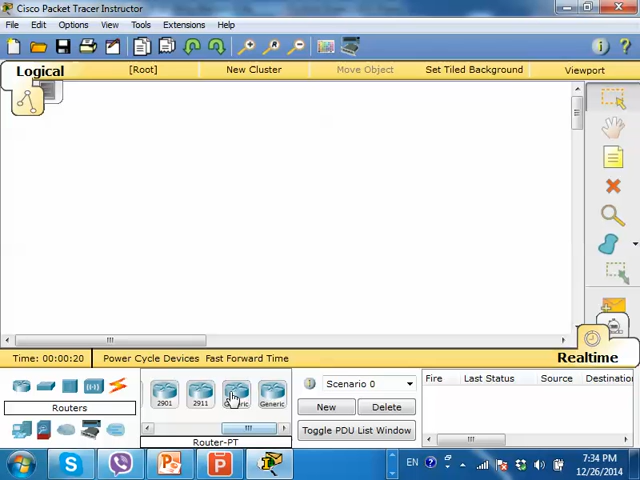 Cisco Packet Tracer Instructor
File Edit Options View Tools Extensions Help
Logical [Root] New Cluster Move Object Set Tiled Background Viewport
Time: 00:00:20 Power Cycle Devices Fast Forward Time Realtime
Routers
2901 2911 Generic Generic
Router-PT
Scenario 0
New Delete
Toggle PDU List Window
Fire Last Status Source Destination
EN 7:34 PM
12/26/2014